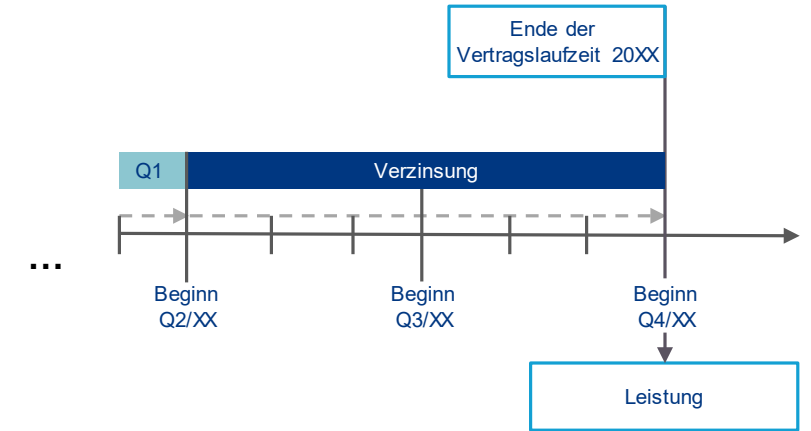 Ende der
Vertragslaufzeit 20XX
Q1
Verzinsung
...
Beginn
Q2/XX
Beginn
Q3/XX
Beginn
Q4/XX
Leistung